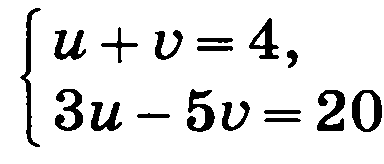 u + v = 4,
3u - 5v = 20